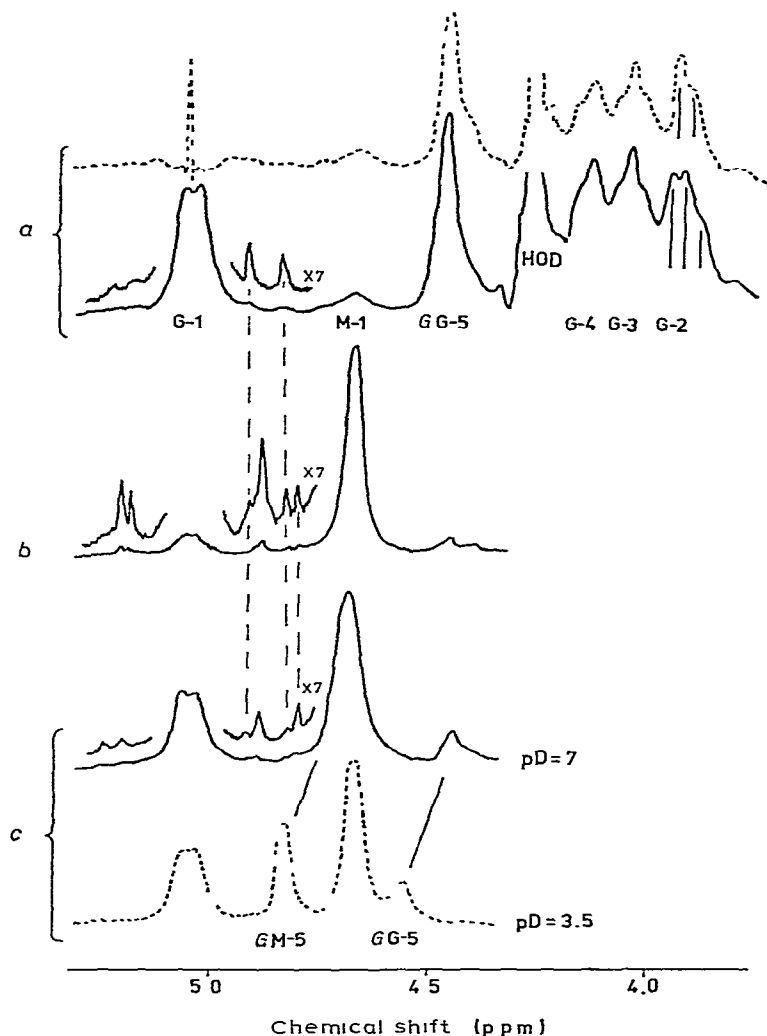 a
X7
HOD
G-1
M-1
GG-5
G-4
G-3
G-2
X7
b
X7
pD=7
c
pD=3.5
GM-5
GG-5
5 0
4 5
4 0
Chemical shift (ppm)